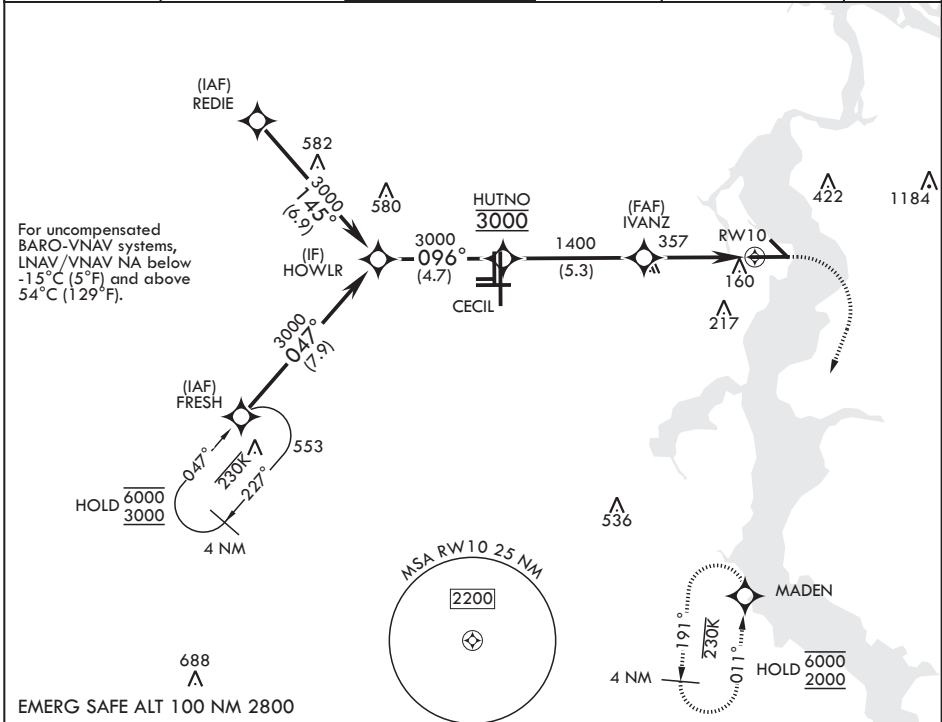 (IAF)
REDIE
582
3000
145°
(6.9)
580
HUTNO
3000
(FAF)
IVANZ
422
1184
For uncompensated
BARO-VNAV systems,
LNAV/VNAV NA below
-15°C (5°F) and above
54°C (129°F).
(IF)
HOWLR
3000
096°
(4.7)
1400
(5.3)
357
RW10
160
CECIL
217
3000
047°
(7.9)
(IAF)
FRESH
553
047°
230K
227°
HOLD 6000
3000
4 NM
536
MSA RW10 25 NM
2200
MADEN
191°
230K
011°
HOLD 6000
2000
4 NM
688
EMERG SAFE ALT 100 NM 2800